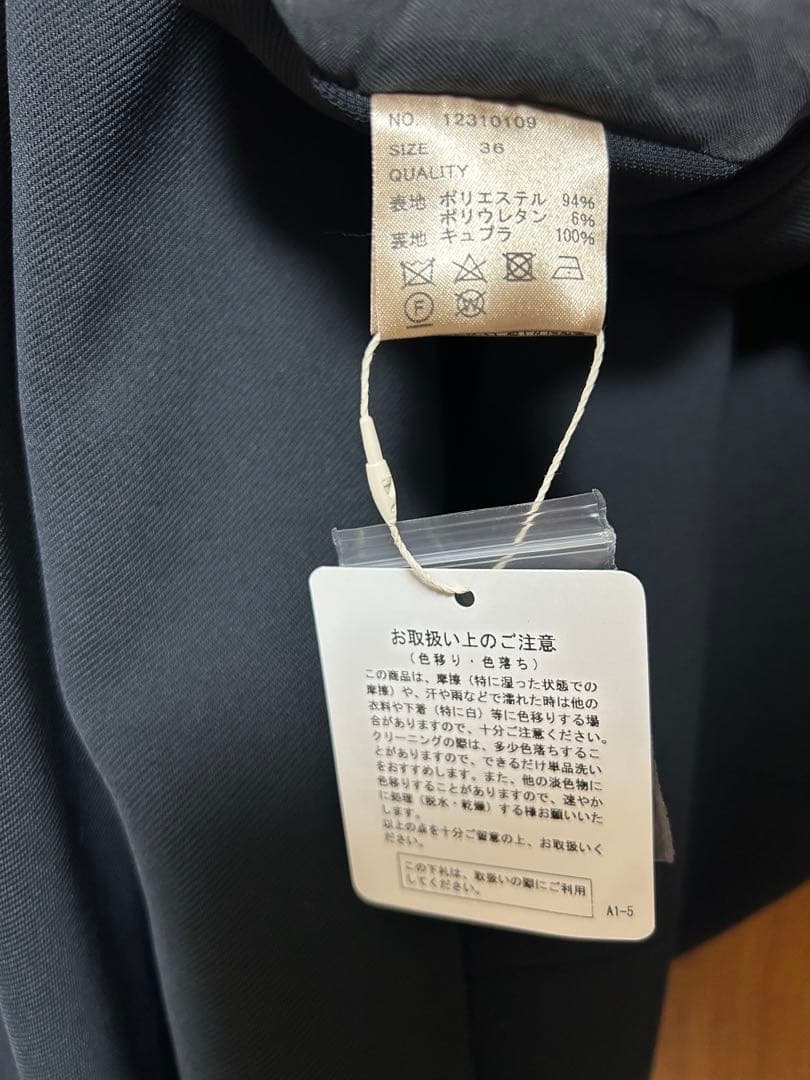 NO. 12310109
SIZE 36
QUALITY
表地 ポリエステル 94%
ポリウレタン 6%
裏地 キュプラ 100%
F
W
お取扱い上のご注意
(色移り・色落ち)
この商品は、摩擦(特に湿った状態での
摩擦)や、汗や雨などで濡れた時は他の
衣料や下着(特に白)等に色移りする場
合がありますので、十分ご注意ください。
クリーニングの際は、多少色落ちするこ
とがありますので、できるだけ単品洗い
をおすすめします。また、他の淡色物に
色移りすることがありますので、速やか
に処理(脱水・乾燥)する様お願いいた
します。
以上の点を十分ご留意の上、お取扱いく
ださい。
この下札は、取扱いの際にご利用
してください。
A1-5